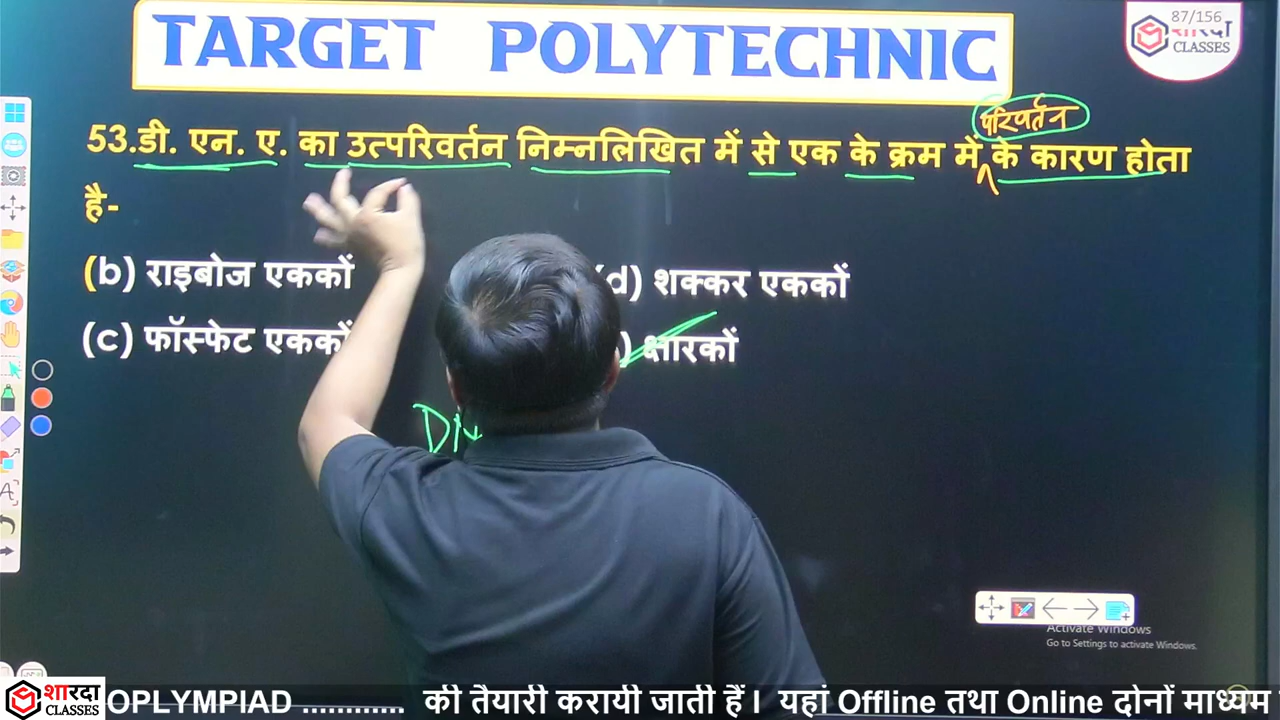 TARGET POLYTECHNIC
87/156
शारदा
CLASSES
परिवर्तन
53.डी. एन. ए. का उत्परिवर्तन निम्नलिखित में से एक के क्रम में के कारण होता
है-
(b) राइबोज एककों
(d) शक्कर एककों
(c) फॉस्फेट एककों
) क्षारकों
DN
Activate Windows
Go to Settings to activate Windows.
शारदा
CLASSES
OPLYMPIAD ............ की तैयारी करायी जाती हैं l यहां Offline तथा Online दोनों माध्यम